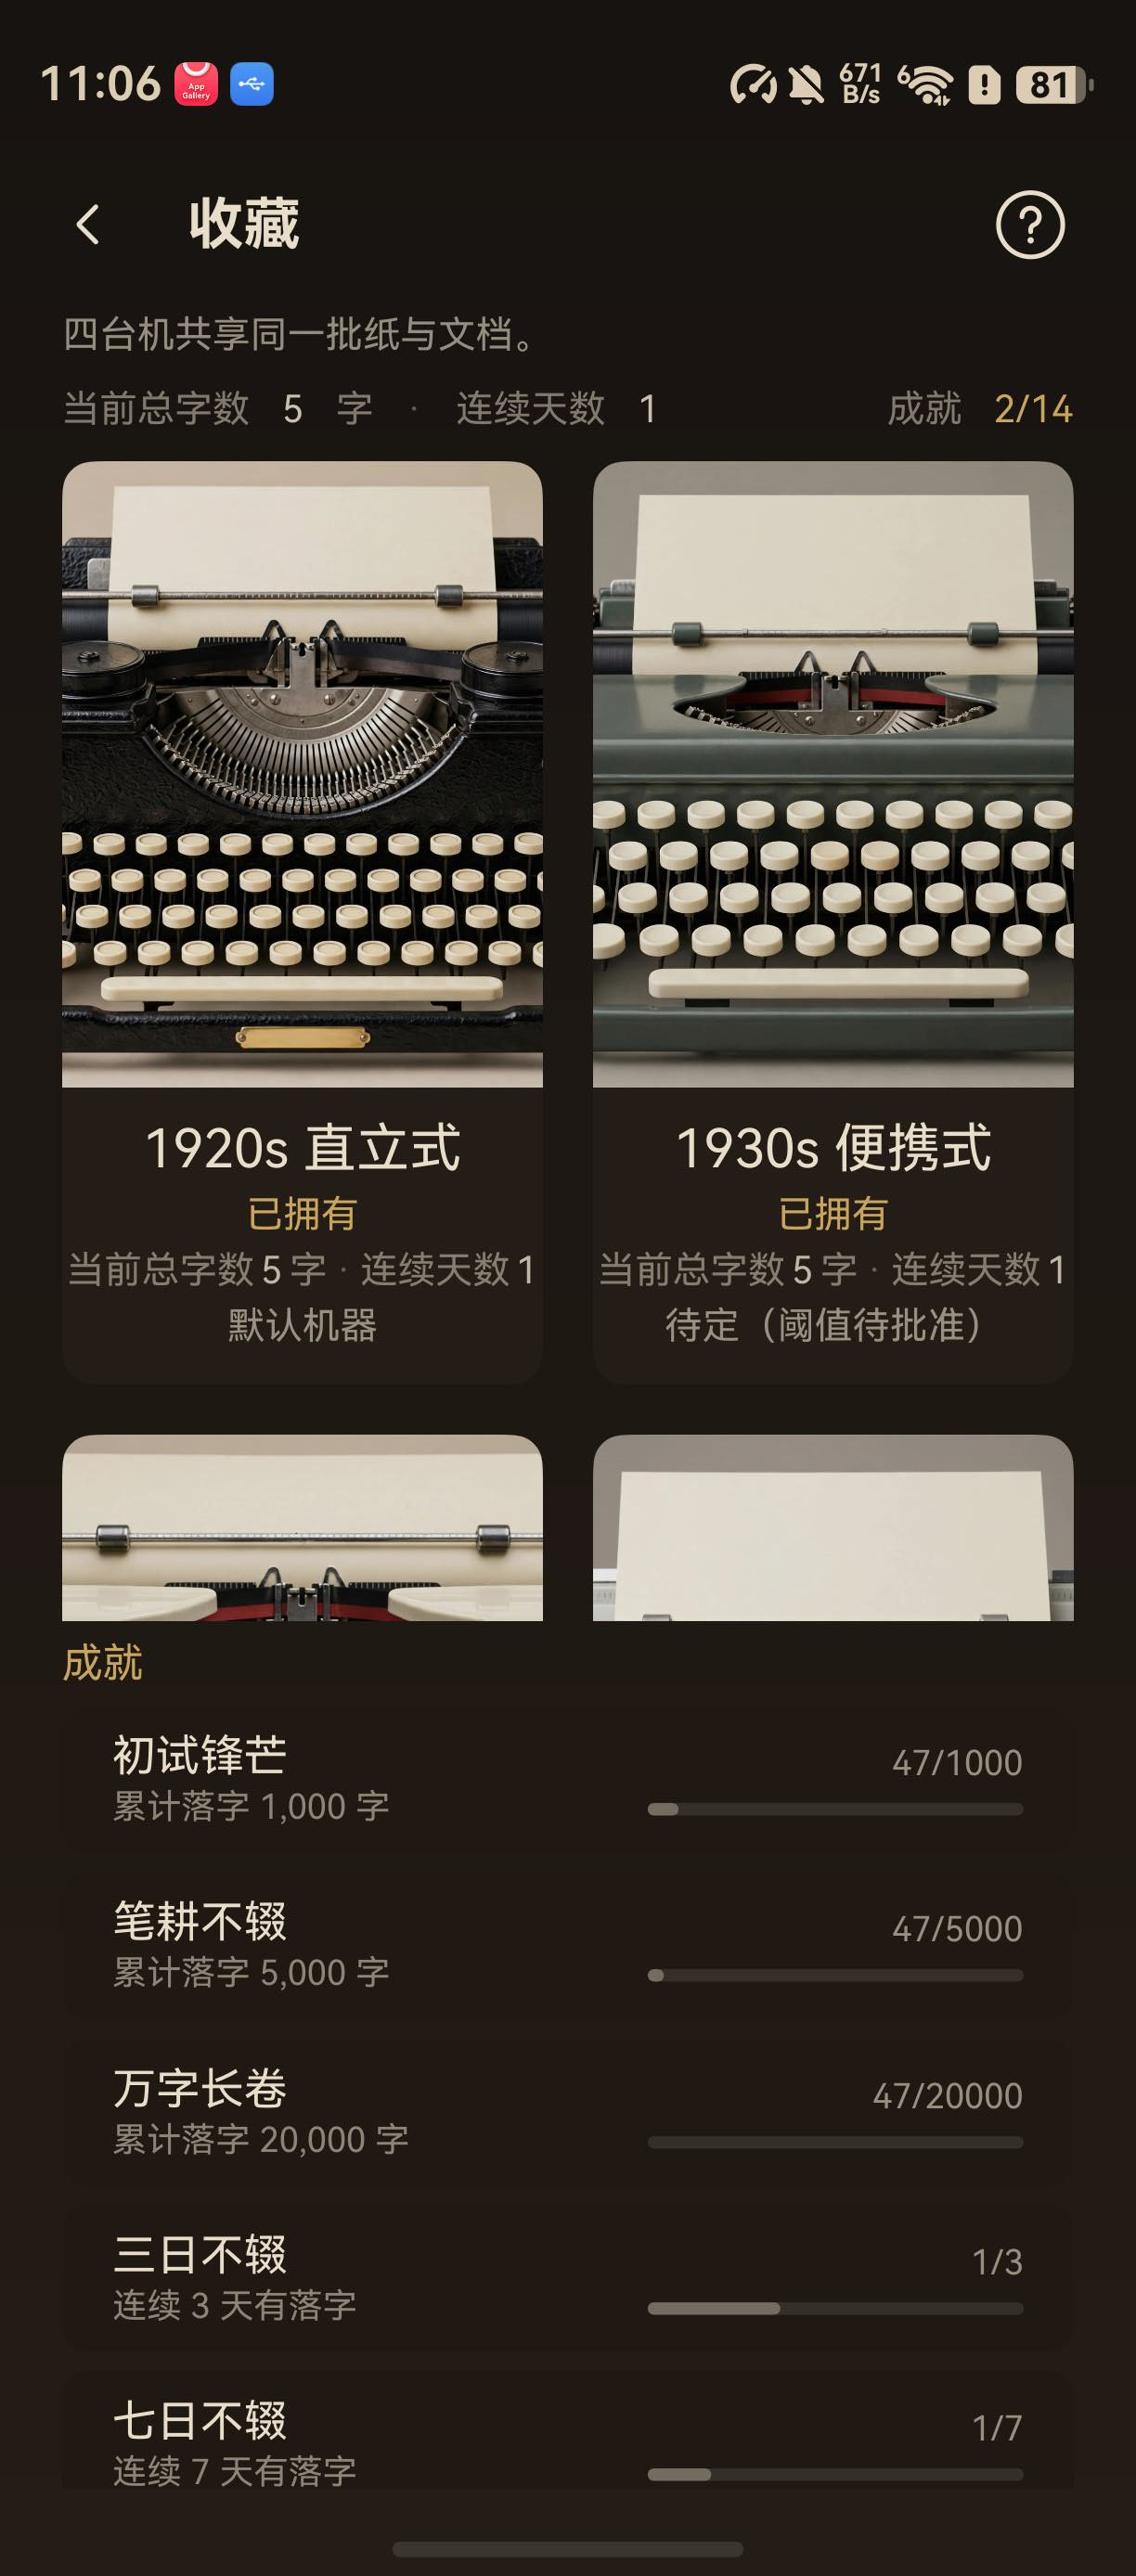 11:06
App
Gallery
671
B/s
6
81
收藏
四台机共享同一批纸与文档。
当前总字数 5 字 · 连续天数 1 成就 2/14
1920s 直立式
已拥有
当前总字数 5 字 · 连续天数 1
默认机器
1930s 便携式
已拥有
当前总字数 5 字 · 连续天数 1
待定（阈值待批准）
成就
初试锋芒
47/1000
累计落字 1,000 字
笔耕不辍
47/5000
累计落字 5,000 字
万字长卷
47/20000
累计落字 20,000 字
三日不辍
1/3
连续 3 天有落字
七日不辍
1/7
连续 7 天有落字